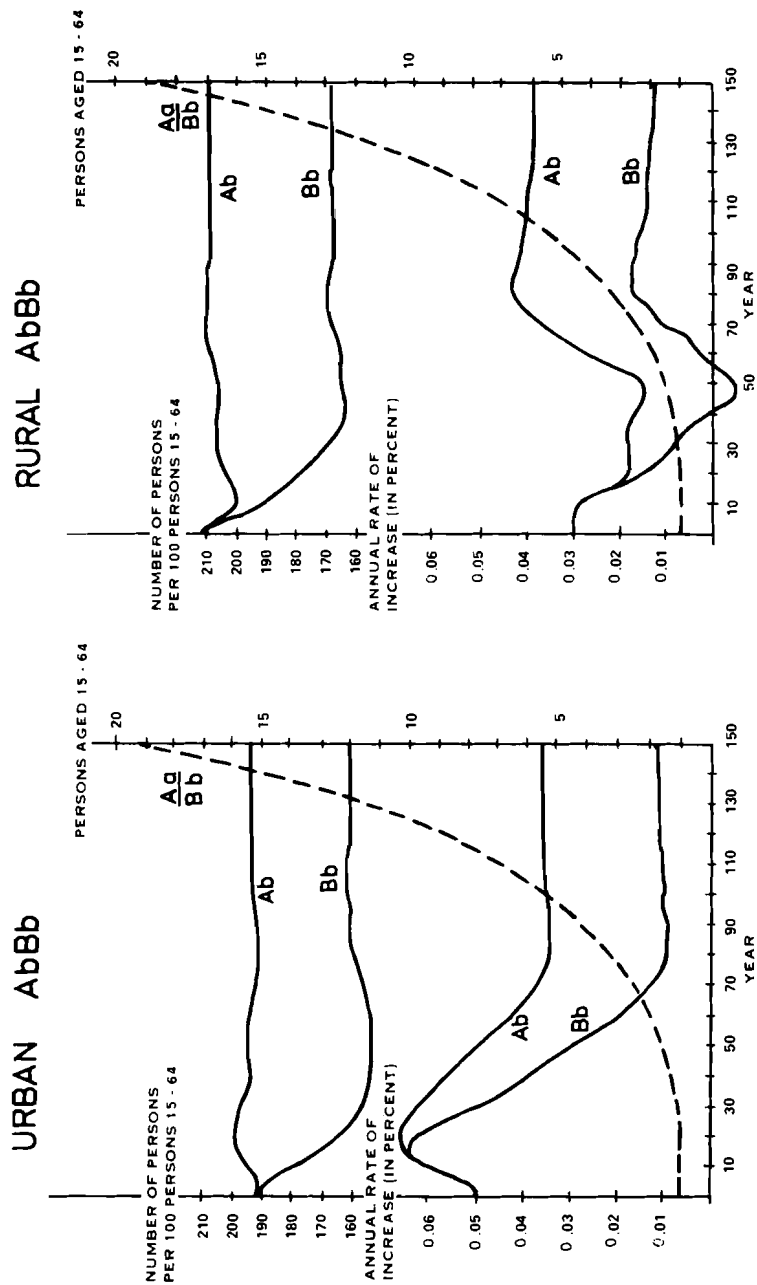 URBAN AbBb
NUMBER OF PERSONS
PER 100 PERSONS 15 - 64
PERSONS AGED 15 - 64
210
200
190
180
170
160
20
15
10
5
Aa
Bb
Ab
Bb
ANNUAL RATE OF
INCREASE (IN PERCENT)
0.06
0.05
0.04
0.03
0.02
0.01
Ab
Bb
10 30 50 70 90 110 130 150
YEAR
RURAL AbBb
NUMBER OF PERSONS
PER 100 PERSONS 15 - 64
PERSONS AGED 15 - 64
210
200
190
180
170
160
20
15
10
5
Aa
Bb
Ab
Bb
ANNUAL RATE OF
INCREASE (IN PERCENT)
0.06
0.05
0.04
0.03
0.02
0.01
Ab
Bb
10 30 50 70 90 110 130 150
YEAR